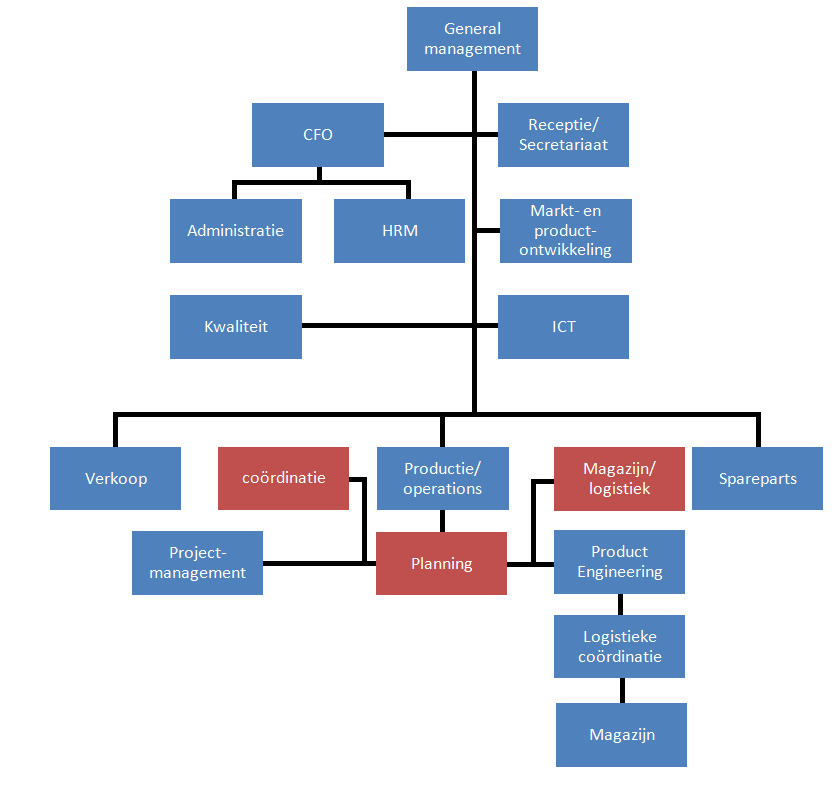 General
management
CFO
Receptie/
Secretariaat
Administratie
HRM
Markt- en
product-
ontwikkeling
Kwaliteit
ICT
Verkoop
coördinatie
Productie/
operations
Magazijn/
logistiek
Spareparts
Project-
management
Planning
Product
Engineering
Logistieke
coördinatie
Magazijn